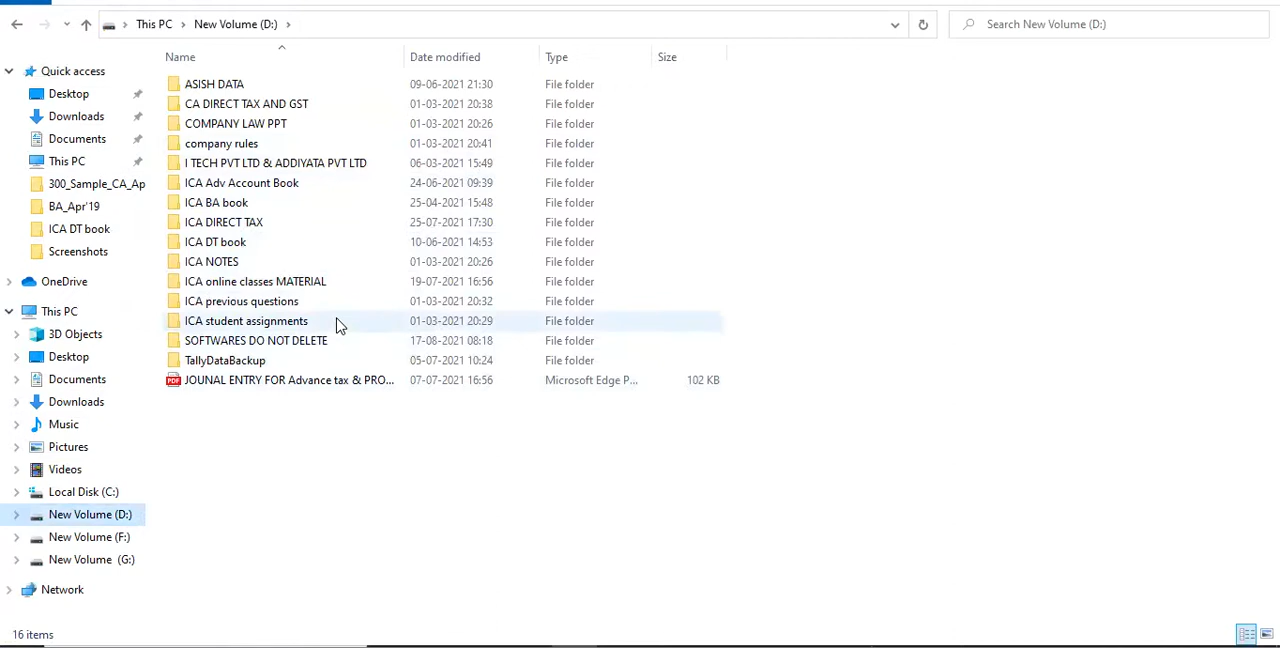 This PC > New Volume (D:) >
Search New Volume (D:)
Name Date modified Type Size
Quick access
Desktop
Downloads
Documents
This PC
300_Sample_CA_Ap
BA_Apr'19
ICA DT book
Screenshots
OneDrive
This PC
3D Objects
Desktop
Documents
Downloads
Music
Pictures
Videos
Local Disk (C:)
New Volume (D:)
New Volume (F:)
New Volume (G:)
Network
ASISH DATA 09-06-2021 21:30 File folder
CA DIRECT TAX AND GST 01-03-2021 20:38 File folder
COMPANY LAW PPT 01-03-2021 20:26 File folder
company rules 01-03-2021 20:41 File folder
I TECH PVT LTD & ADDIYATA PVT LTD 06-03-2021 15:49 File folder
ICA Adv Account Book 24-06-2021 09:39 File folder
ICA BA book 25-04-2021 15:48 File folder
ICA DIRECT TAX 25-07-2021 17:30 File folder
ICA DT book 10-06-2021 14:53 File folder
ICA NOTES 01-03-2021 20:26 File folder
ICA online classes MATERIAL 19-07-2021 16:56 File folder
ICA previous questions 01-03-2021 20:32 File folder
ICA student assignments 01-03-2021 20:29 File folder
SOFTWARES DO NOT DELETE 17-08-2021 08:18 File folder
TallyDataBackup 05-07-2021 10:24 File folder
PDF JOUNAL ENTRY FOR Advance tax & PRO... 07-07-2021 16:56 Microsoft Edge P... 102 KB
16 items